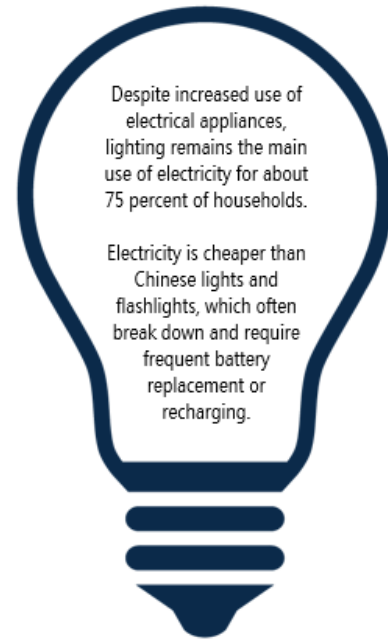 Despite increased use of
electrical appliances,
lighting remains the main
use of electricity for about
75 percent of households.
Electricity is cheaper than
Chinese lights and
flashlights, which often
break down and require
frequent battery
replacement or
recharging.